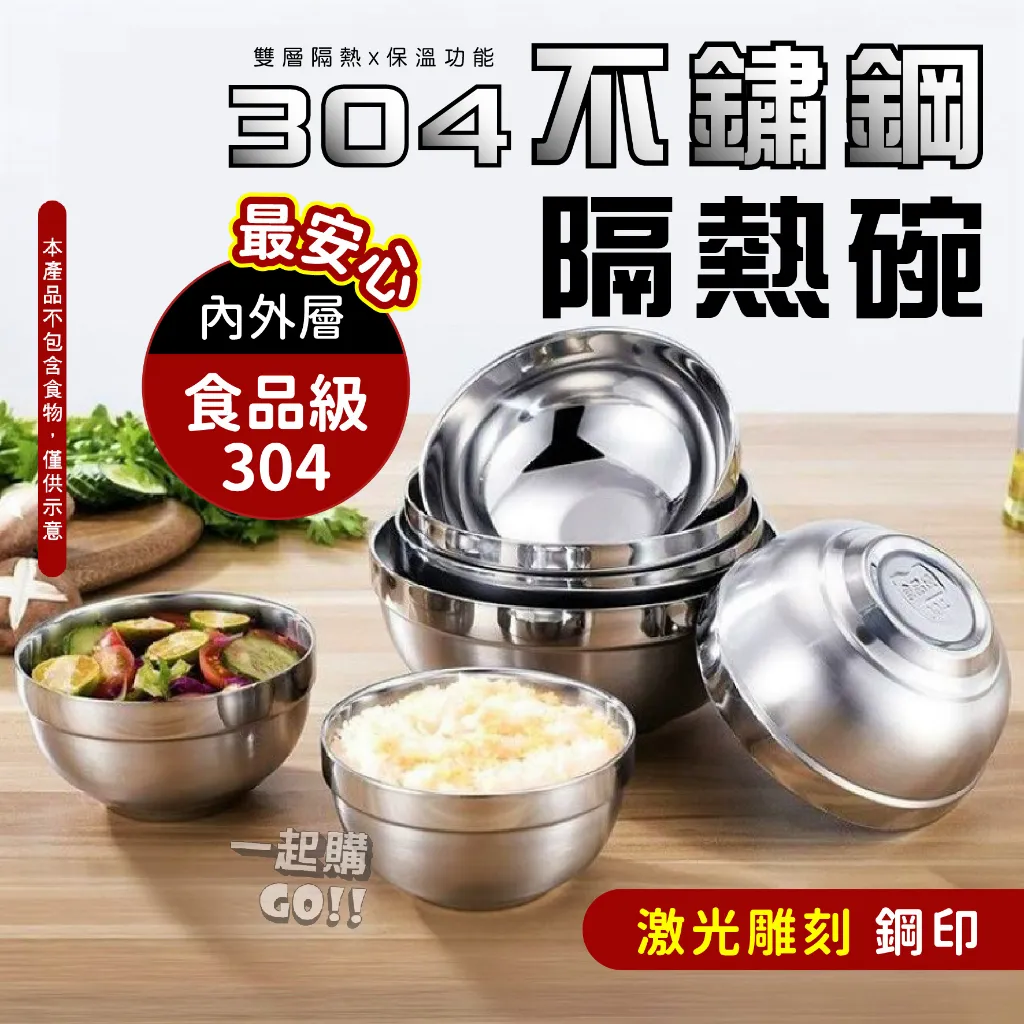 雙層隔熱x保溫功能
304不鏽鋼
隔熱碗
最安心
內外層
食品級
304
本產品不包含食物，僅供示意
一起購
GO!!
激光雕刻 鋼印